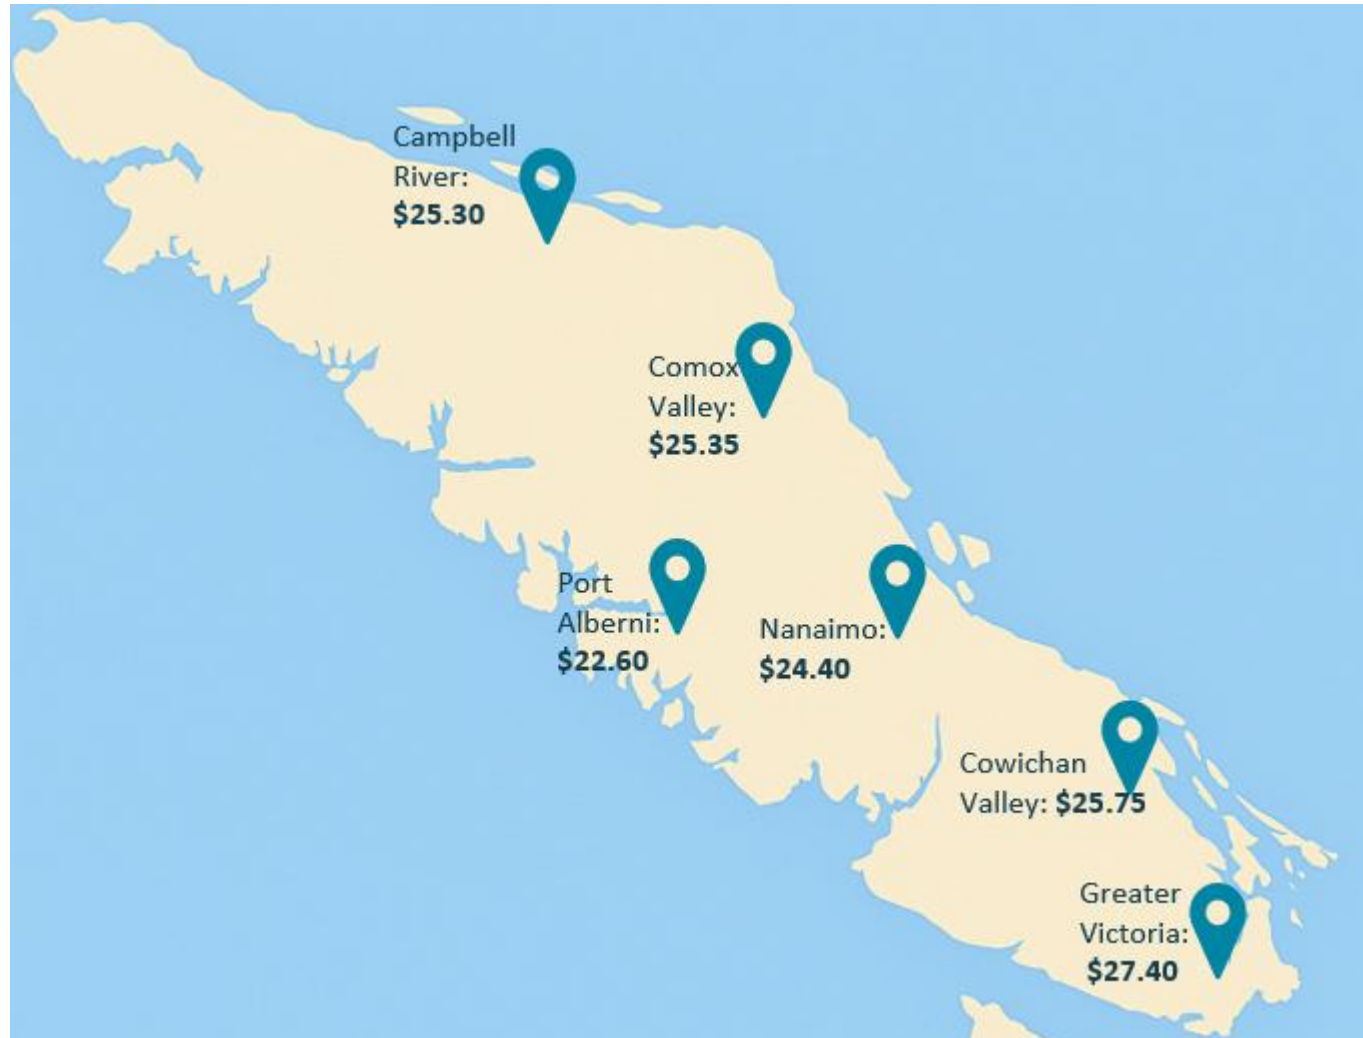 Campbell
River:
$25.30
Comox
Valley:
$25.35
Port
Alberni:
$22.60
Nanaimo:
$24.40
Cowichan
Valley: $25.75
Greater
Victoria:
$27.40